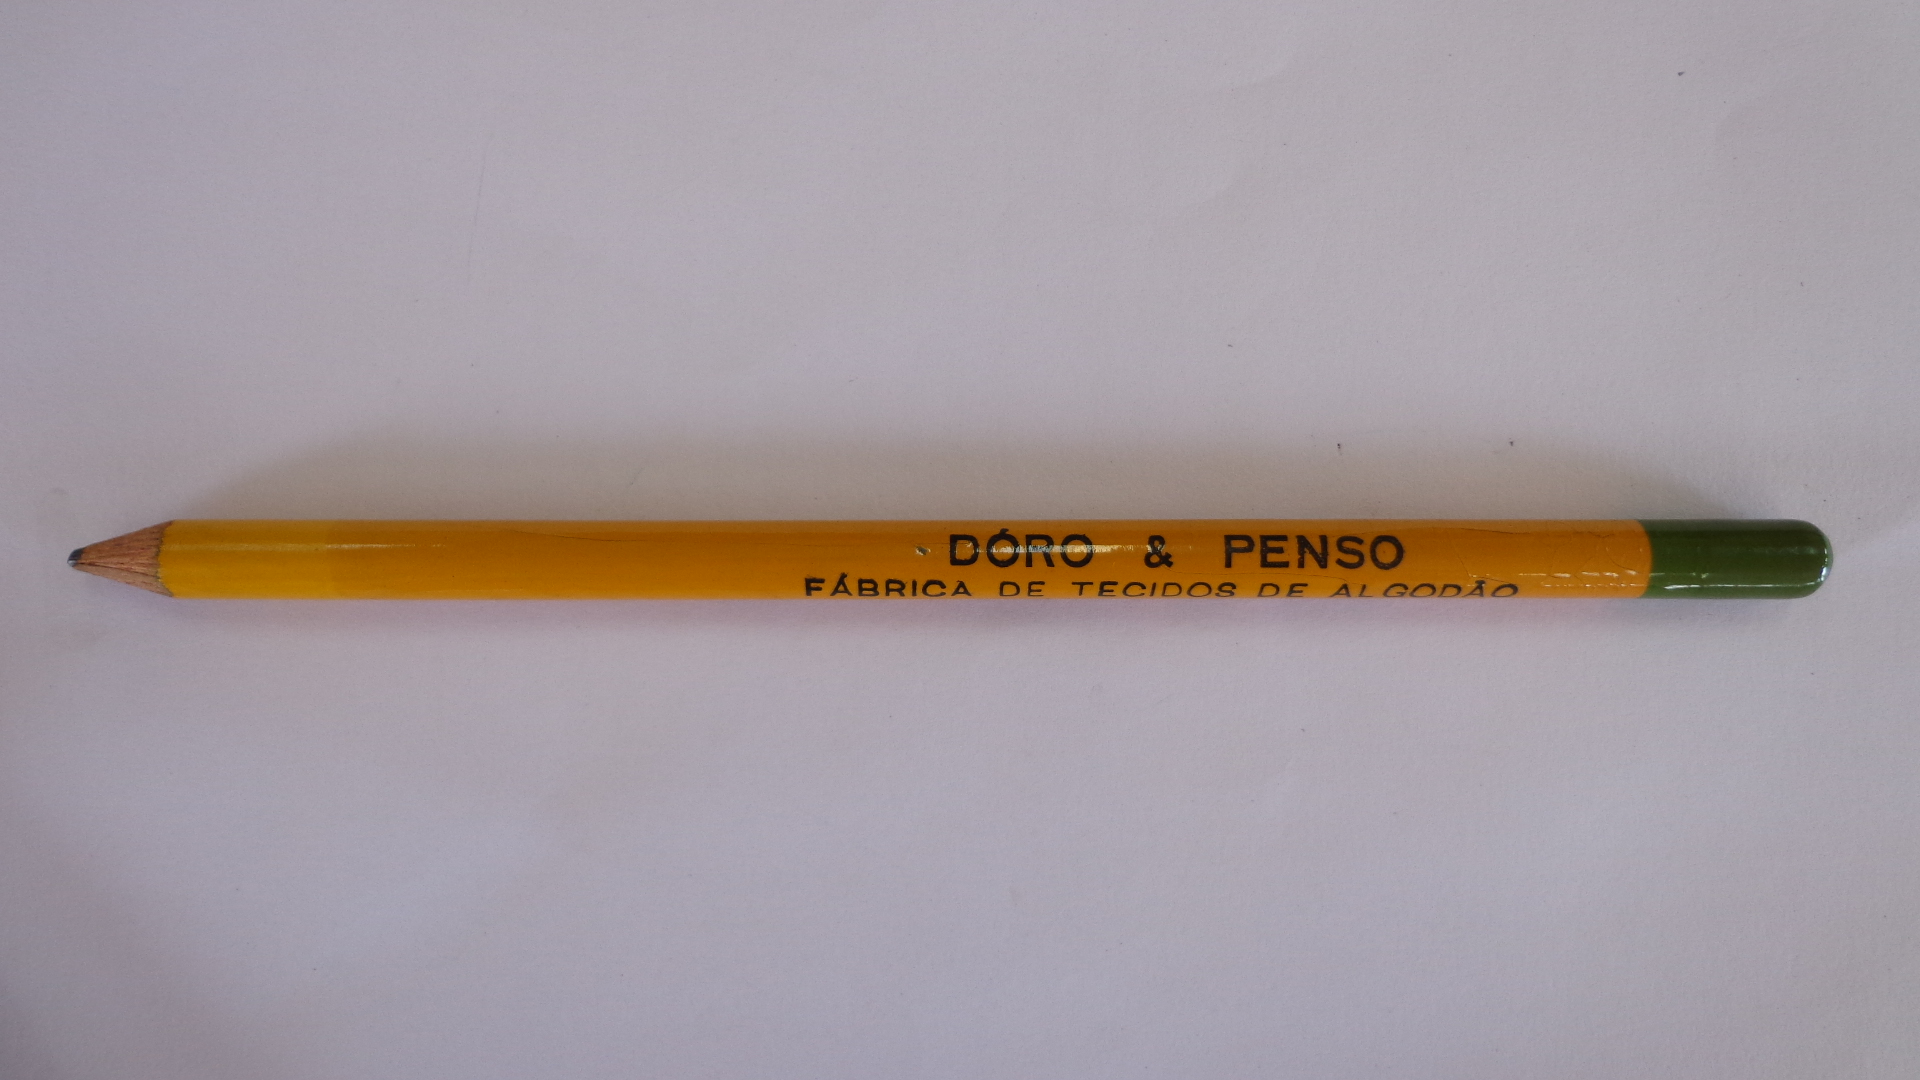 DÓRO & PENSO
FÁBRICA DE TECIDOS DE ALGODÃO